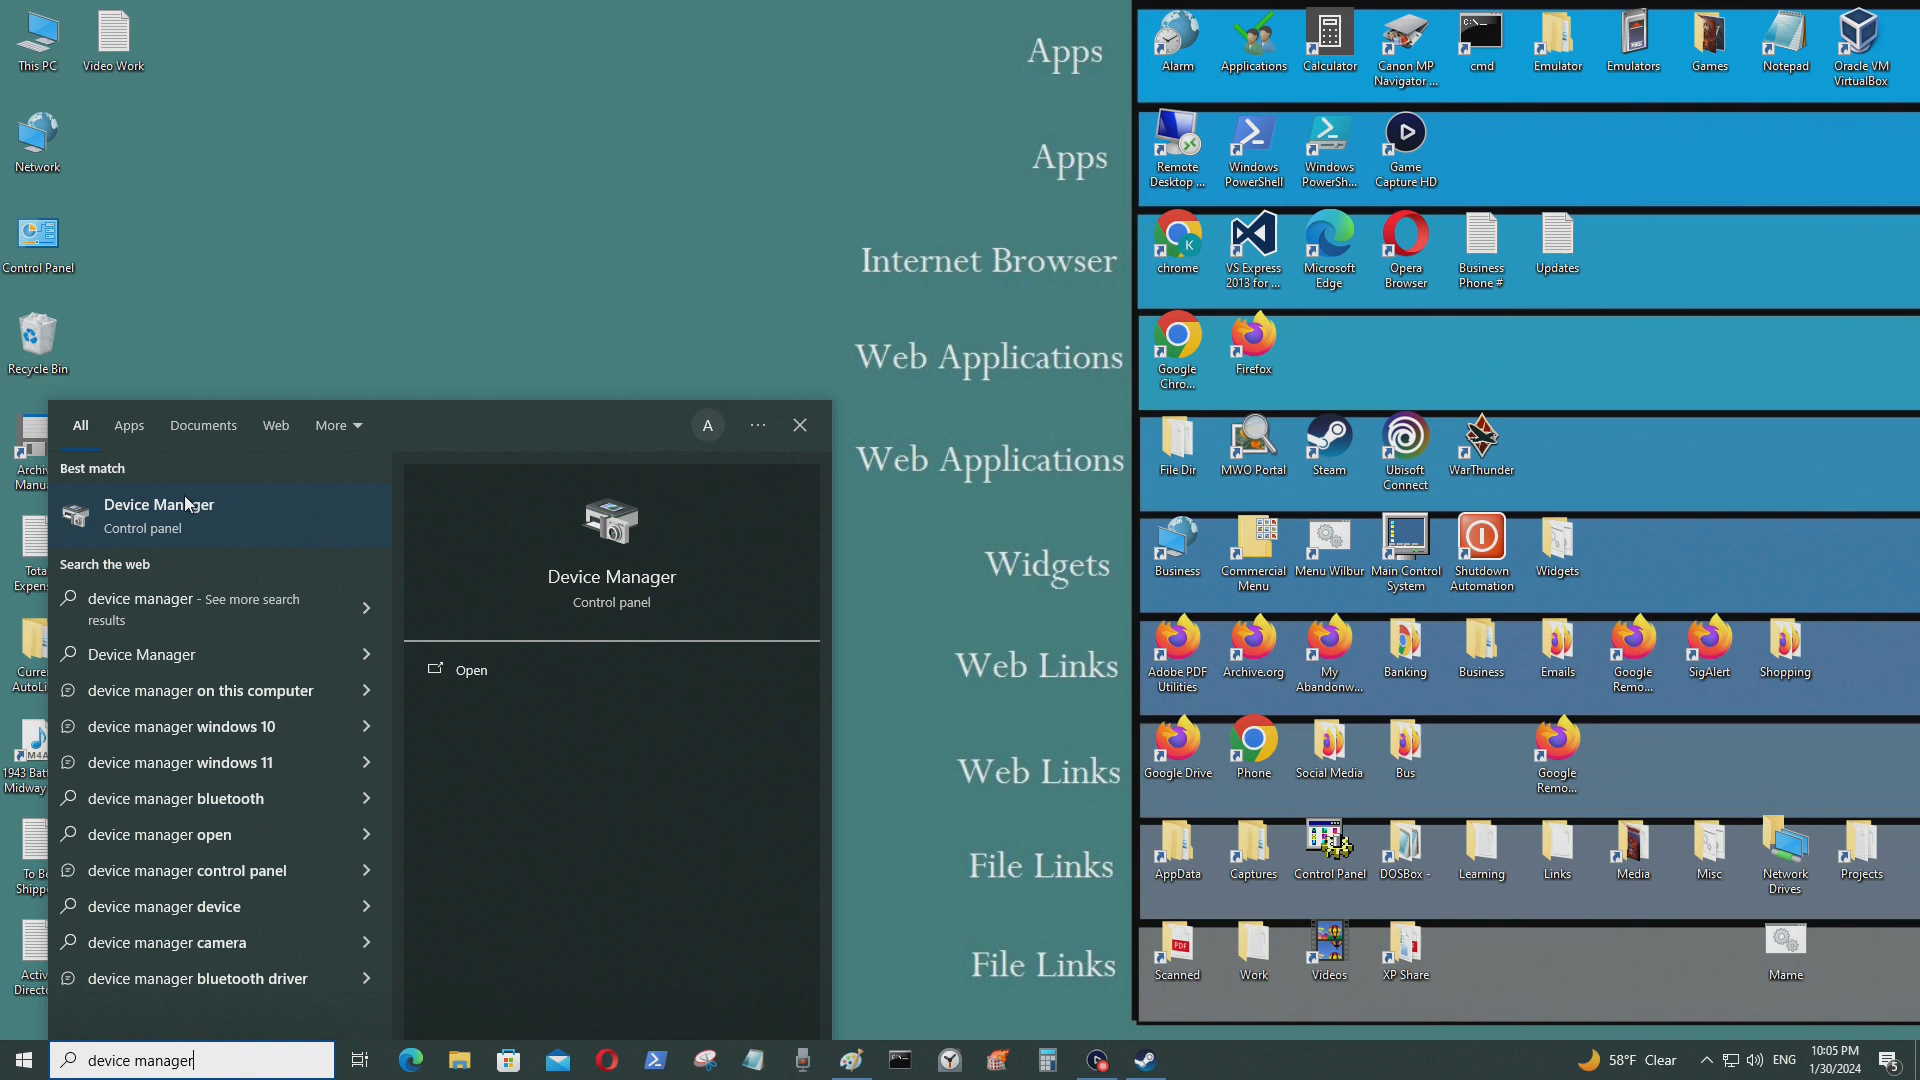 This PC
Video Work
Network
Control Panel
Recycle Bin
Apps
Apps
Internet Browser
Web Applications
Web Applications
Widgets
Web Links
Web Links
File Links
File Links
Alarm
Applications
Calculator
Canon MP
Navigator ...
cmd
Emulator
Emulators
Games
Notepad
Oracle VM
VirtualBox
Remote
Desktop ...
Windows
PowerShell
Windows
PowerSh...
Game
Capture HD
chrome
VS Express
2013 for ...
Microsoft
Edge
Opera
Browser
Business
Phone #
Updates
Google
Chro...
Firefox
File Dir
MWO Portal
Steam
Ubisoft
Connect
WarThunder
Business
Commercial
Menu
Menu Wilbur
Main Control
System
Shutdown
Automation
Widgets
Adobe PDF
Utilities
Archive.org
My
Abandonw...
Banking
Business
Emails
Google
Remo...
SigAlert
Shopping
Google Drive
Phone
Social Media
Bus
Google
Remo...
AppData
Captures
Control Panel
DOSBox -
Learning
Links
Media
Misc
Network
Drives
Projects
Scanned
Work
Videos
XP Share
Mame
All
Apps
Documents
Web
More
A
Best match
Device Manager
Control panel
Search the web
device manager - See more search
results
Device Manager
device manager on this computer
device manager windows 10
device manager windows 11
device manager bluetooth
device manager open
device manager control panel
device manager device
device manager camera
device manager bluetooth driver
Device Manager
Control panel
Open
device manager
58°F Clear
ENG
10:05 PM
1/30/2024
5